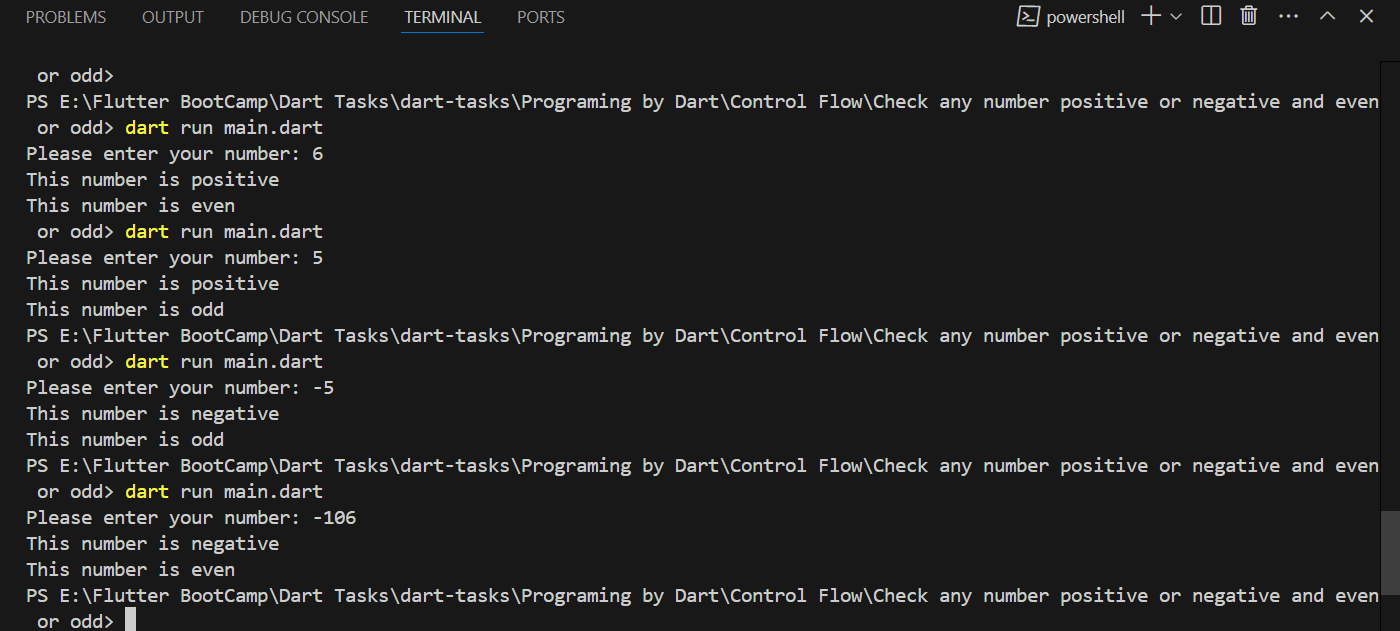 PROBLEMS OUTPUT DEBUG CONSOLE TERMINAL PORTS powershell
 or odd>
PS E:\Flutter BootCamp\Dart Tasks\dart-tasks\Programing by Dart\Control Flow\Check any number positive or negative and even
 or odd> dart run main.dart
Please enter your number: 6
This number is positive
This number is even
 or odd> dart run main.dart
Please enter your number: 5
This number is positive
This number is odd
PS E:\Flutter BootCamp\Dart Tasks\dart-tasks\Programing by Dart\Control Flow\Check any number positive or negative and even
 or odd> dart run main.dart
Please enter your number: -5
This number is negative
This number is odd
PS E:\Flutter BootCamp\Dart Tasks\dart-tasks\Programing by Dart\Control Flow\Check any number positive or negative and even
 or odd> dart run main.dart
Please enter your number: -106
This number is negative
This number is even
PS E:\Flutter BootCamp\Dart Tasks\dart-tasks\Programing by Dart\Control Flow\Check any number positive or negative and even
 or odd>